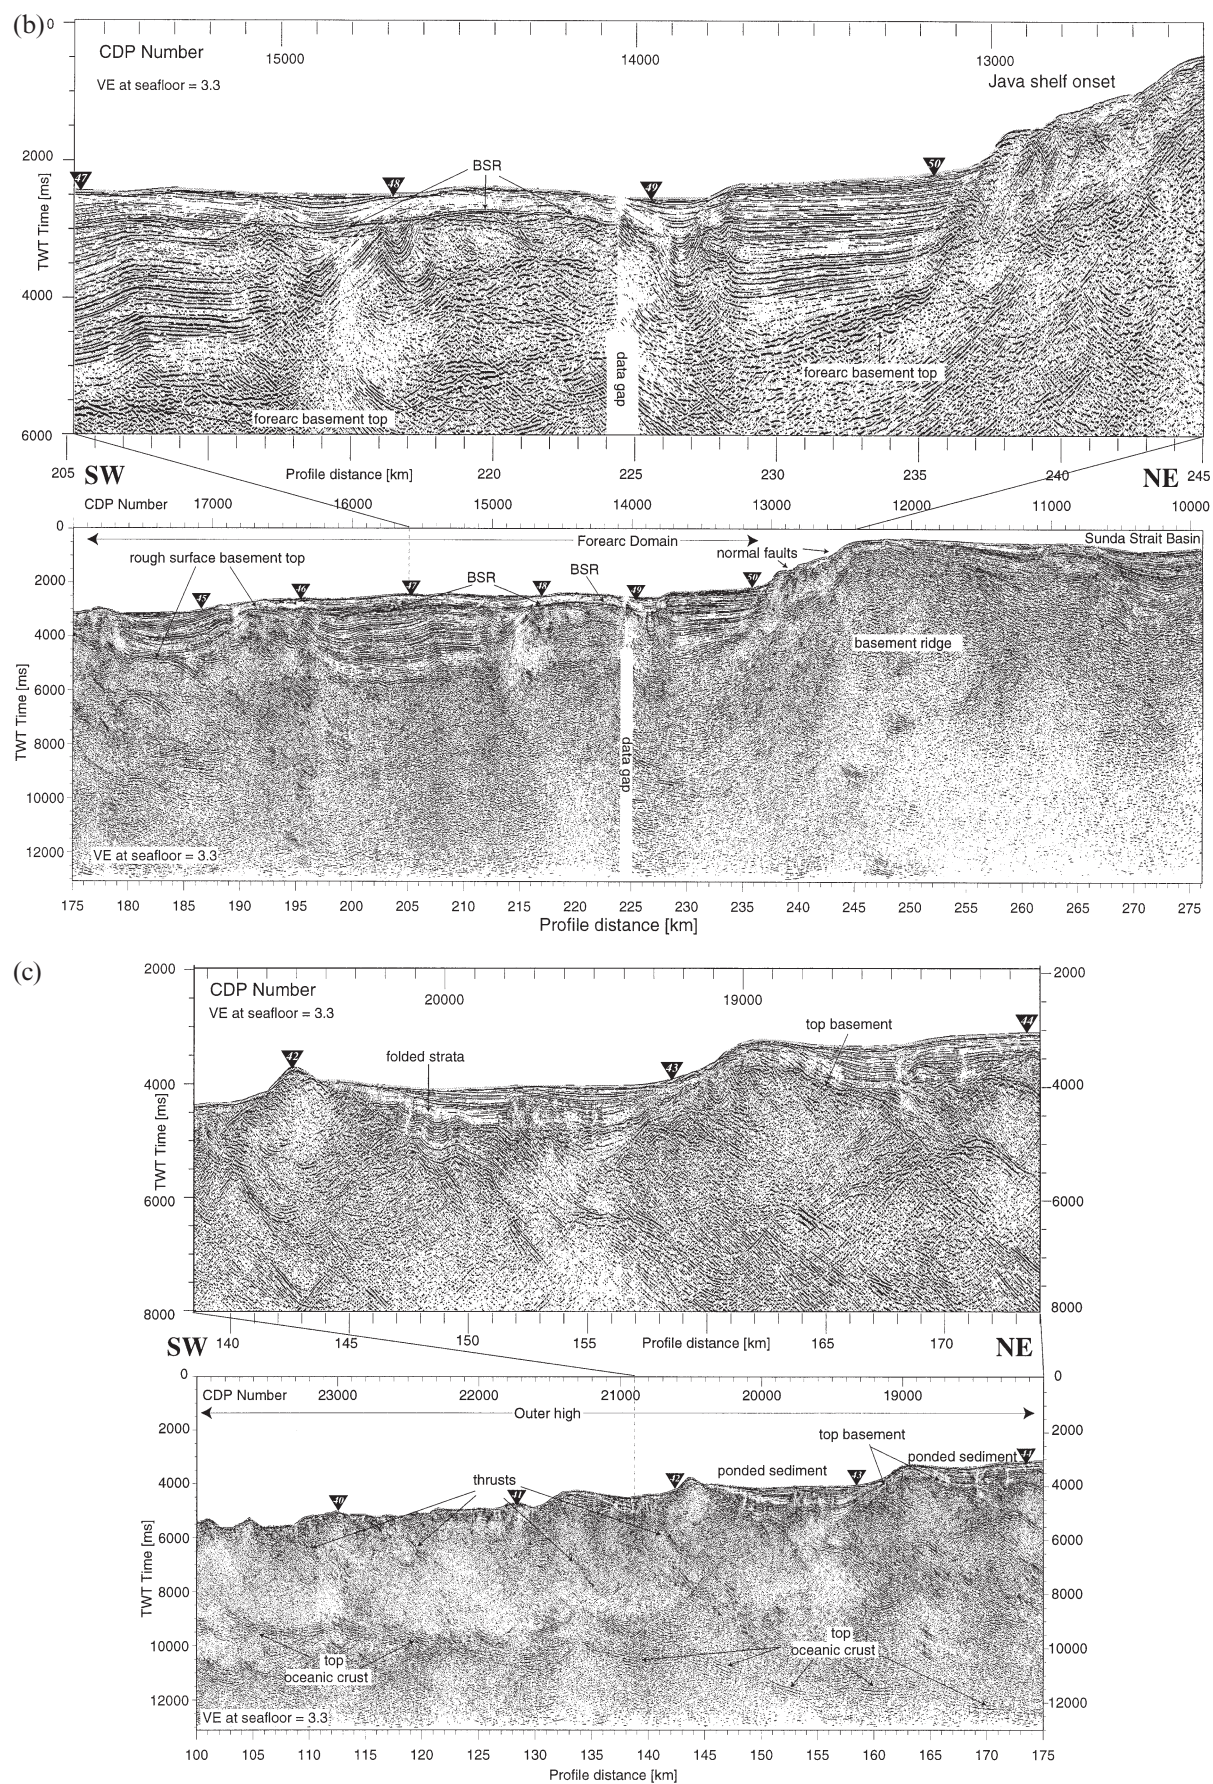 (b)
0
CDP Number
15000
14000
13000
VE at seafloor = 3.3
Java shelf onset
2000
BSR
47
48
49
50
TWT Time [ms]
4000
data gap
forearc basement top
forearc basement top
6000
205
SW
Profile distance [km]
220
225
230
235
240
NE
245
CDP Number
17000
16000
15000
14000
13000
12000
11000
10000
0
Forearc Domain
Sunda Strait Basin
normal faults
rough surface basement top
BSR
BSR
2000
45
46
47
48
49
50
4000
basement ridge
TWT Time [ms]
6000
8000
data gap
10000
12000
VE at seafloor = 3.3
175
180
185
190
195
200
205
210
215
220
225
230
235
240
245
250
255
260
265
270
275
Profile distance [km]
(c)
2000
2000
CDP Number
20000
19000
VE at seafloor = 3.3
top basement
44
42
folded strata
43
4000
4000
TWT Time [ms]
6000
6000
8000
8000
140
145
150
155
Profile distance [km]
165
170
SW
NE
0
0
CDP Number
23000
22000
21000
20000
19000
Outer high
2000
2000
top basement
ponded sediment
ponded sediment
44
thrusts
42
43
4000
4000
40
41
6000
6000
TWT Time [ms]
8000
8000
10000
10000
top
oceanic crust
top
oceanic crust
12000
12000
VE at seafloor = 3.3
100
105
110
115
120
125
130
135
140
145
150
155
160
165
170
175
Profile distance [km]